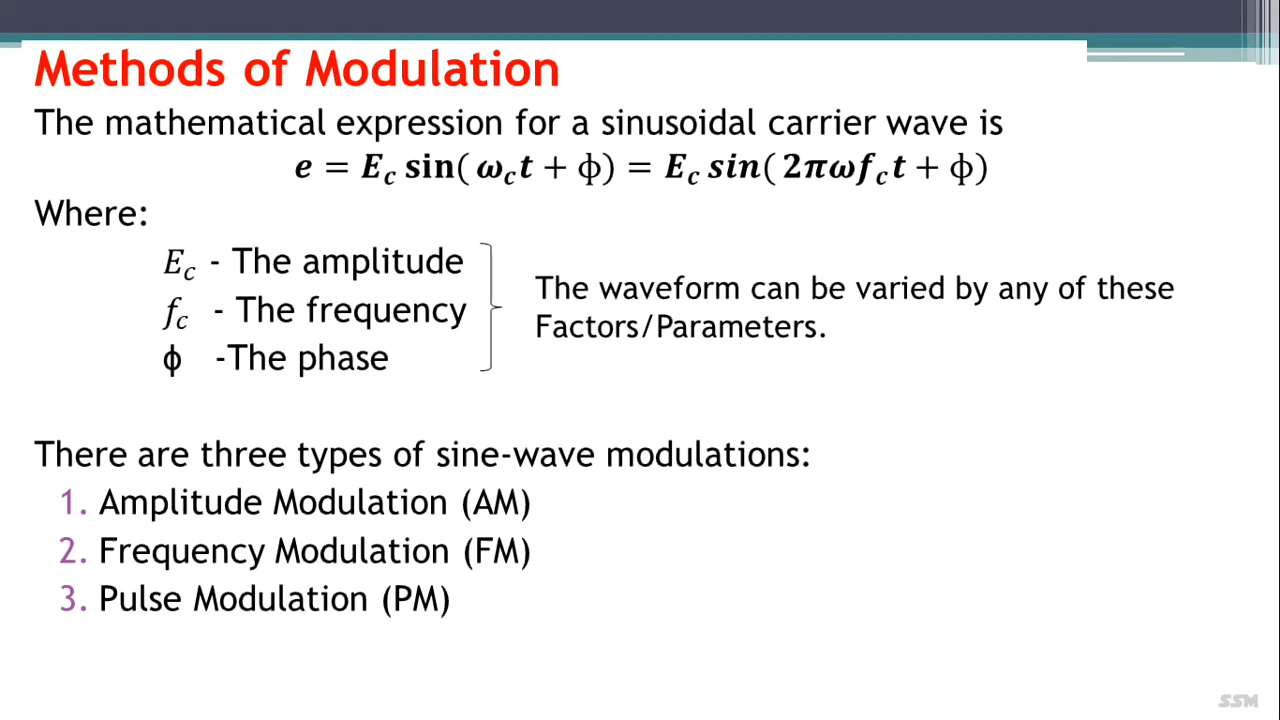 Methods of Modulation
The mathematical expression for a sinusoidal carrier wave is
e = E_c sin( ω_c t + ϕ) = E_c sin( 2πωf_c t + ϕ)
Where:
E_c - The amplitude
f_c - The frequency
ϕ -The phase
The waveform can be varied by any of these
Factors/Parameters.
There are three types of sine-wave modulations:
1. Amplitude Modulation (AM)
2. Frequency Modulation (FM)
3. Pulse Modulation (PM)
SSM